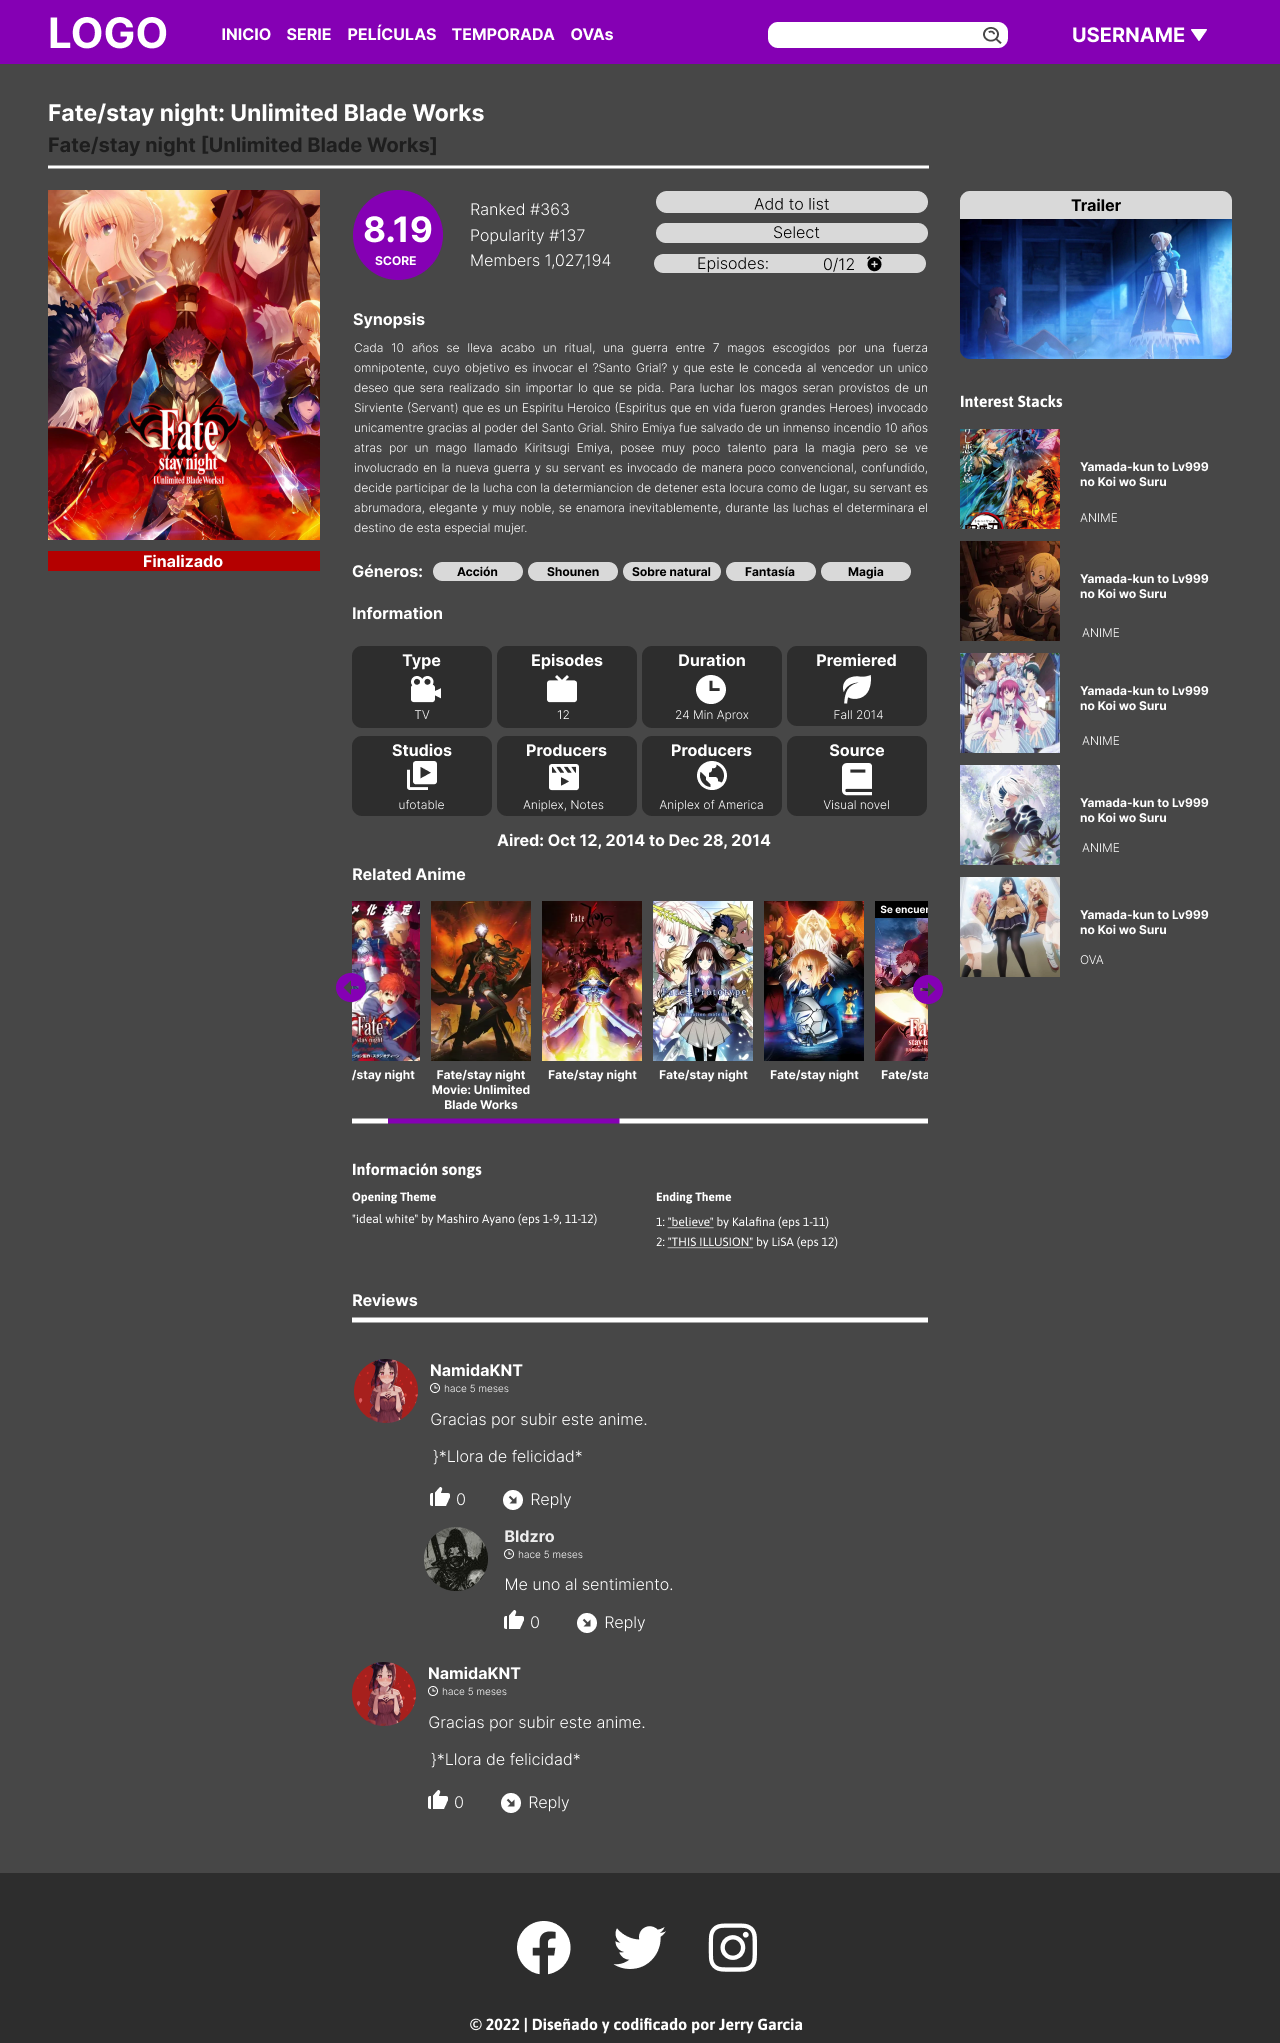 LOGO
INICIO SERIE PELÍCULAS TEMPORADA OVAs
USERNAME
Fate/stay night: Unlimited Blade Works
Fate/stay night [Unlimited Blade Works]
Fate
stay night
[Unlimited Blade Works]
Finalizado
8.19
SCORE
Ranked #363
Popularity #137
Members 1,027,194
Add to list
Select
Episodes: 0/12
Synopsis
Cada 10 años se lleva acabo un ritual, una guerra entre 7 magos escogidos por una fuerza
omnipotente, cuyo objetivo es invocar el ?Santo Grial? y que este le conceda al vencedor un unico
deseo que sera realizado sin importar lo que se pida. Para luchar los magos seran provistos de un
Sirviente (Servant) que es un Espiritu Heroico (Espiritus que en vida fueron grandes Heroes) invocado
unicamentre gracias al poder del Santo Grial. Shiro Emiya fue salvado de un inmenso incendio 10 años
atras por un mago llamado Kiritsugi Emiya, posee muy poco talento para la magia pero se ve
involucrado en la nueva guerra y su servant es invocado de manera poco convencional, confundido,
decide participar de la lucha con la determiancion de detener esta locura como de lugar, su servant es
abrumadora, elegante y muy noble, se enamora inevitablemente, durante las luchas el determinara el
destino de esta especial mujer.
Géneros: Acción Shounen Sobre natural Fantasía Magia
Information
Type
TV
Episodes
12
Duration
24 Min Aprox
Premiered
Fall 2014
Studios
ufotable
Producers
Aniplex, Notes
Producers
Aniplex of America
Source
Visual novel
Aired: Oct 12, 2014 to Dec 28, 2014
Related Anime
メ化決定
Fate
stay night
Fate
Fate Prototype
Se encuen
Fa
stay n
/stay night
Fate/stay night
Movie: Unlimited
Blade Works
Fate/stay night
Fate/stay night
Fate/stay night
Fate/sta
Información songs
Opening Theme
"ideal white" by Mashiro Ayano (eps 1-9, 11-12)
Ending Theme
1: "believe" by Kalafina (eps 1-11)
2: "THIS ILLUSION" by LiSA (eps 12)
Reviews
NamidaKNT
hace 5 meses
Gracias por subir este anime.
}*Llora de felicidad*
0 Reply
Bldzro
hace 5 meses
Me uno al sentimiento.
0 Reply
NamidaKNT
hace 5 meses
Gracias por subir este anime.
}*Llora de felicidad*
0 Reply
Trailer
Interest Stacks
Yamada-kun to Lv999
no Koi wo Suru
ANIME
Yamada-kun to Lv999
no Koi wo Suru
ANIME
Yamada-kun to Lv999
no Koi wo Suru
ANIME
Yamada-kun to Lv999
no Koi wo Suru
ANIME
Yamada-kun to Lv999
no Koi wo Suru
OVA
© 2022 | Diseñado y codificado por Jerry Garcia